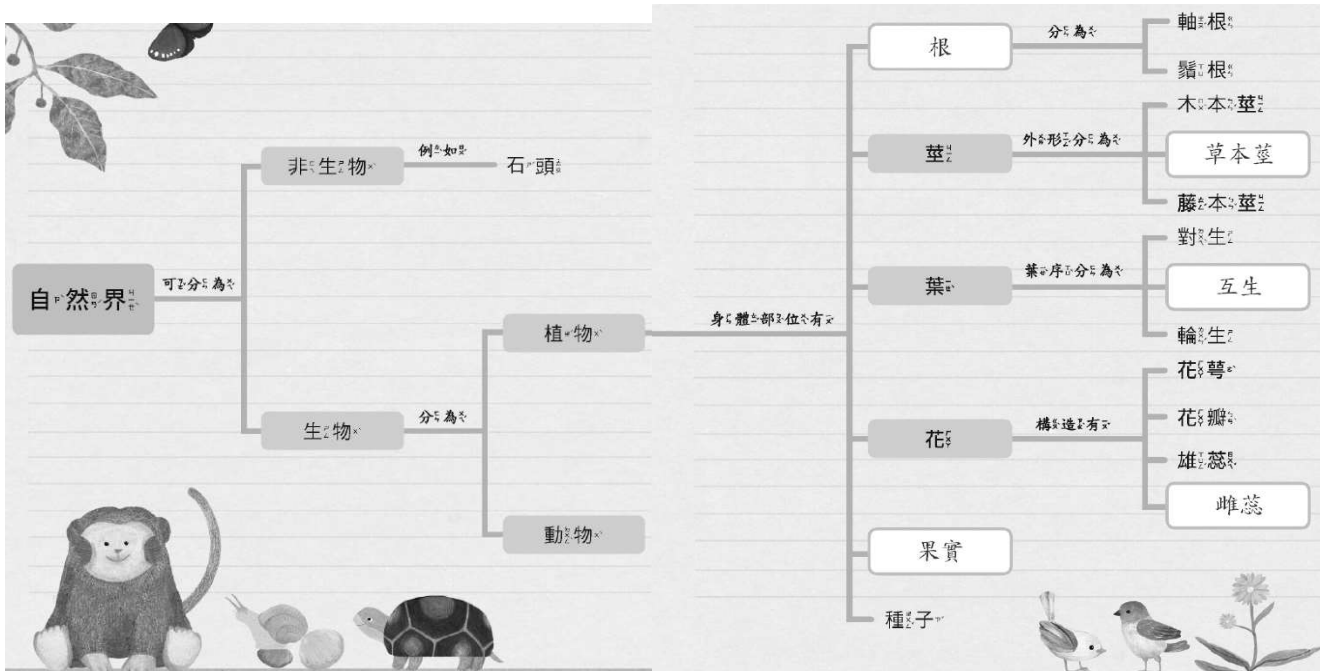 自然界
可分為
非生物
例如
石頭
生物
分為
植物
動物
身體部位有
根
分為
軸根
鬚根
莖
外形分為
木本莖
草本莖
藤本莖
葉
葉序分為
對生
互生
輪生
花
構造有
花萼
花瓣
雄蕊
雌蕊
果實
種子